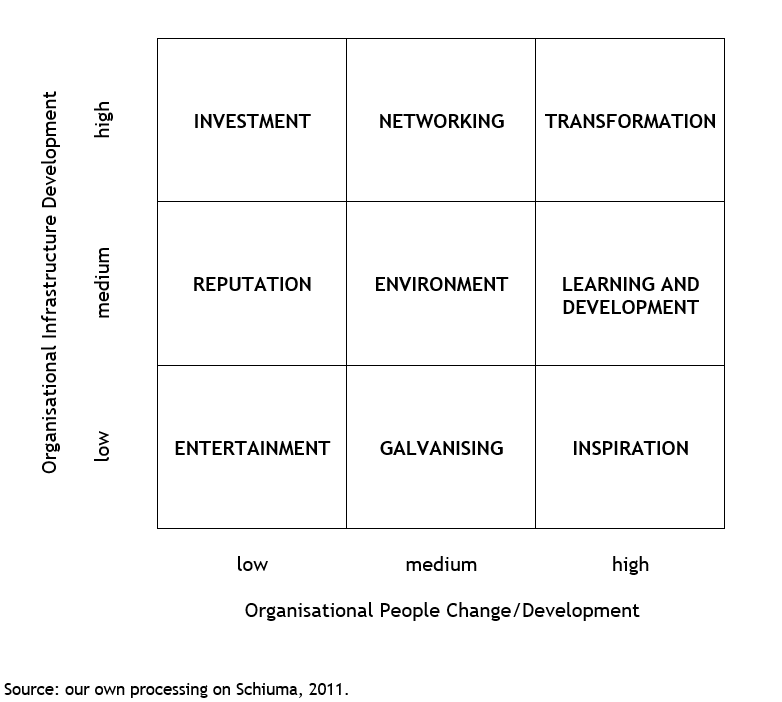 Organisational Infrastructure Development
high
INVESTMENT
NETWORKING
TRANSFORMATION
medium
REPUTATION
ENVIRONMENT
LEARNING AND
DEVELOPMENT
low
ENTERTAINMENT
GALVANISING
INSPIRATION
low
medium
high
Organisational People Change/Development
Source: our own processing on Schiuma, 2011.